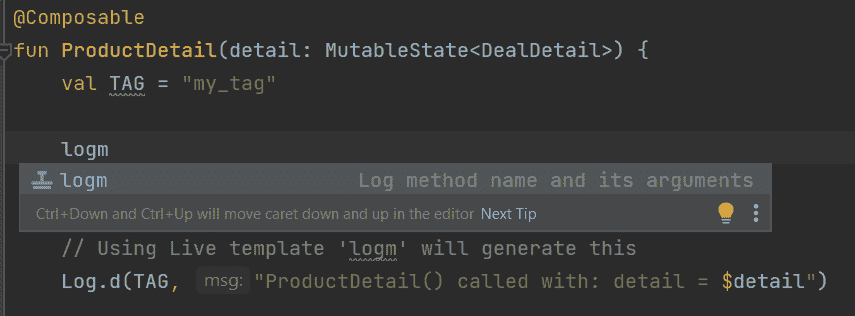 @Composable
fun ProductDetail(detail: MutableState<DealDetail>) {
val TAG = "my_tag"
logm
logm Log method name and its arguments
Ctrl+Down and Ctrl+Up will move caret down and up in the editor Next Tip
// Using Live template 'logm' will generate this
Log.d(TAG, msg: "ProductDetail() called with: detail = $detail")